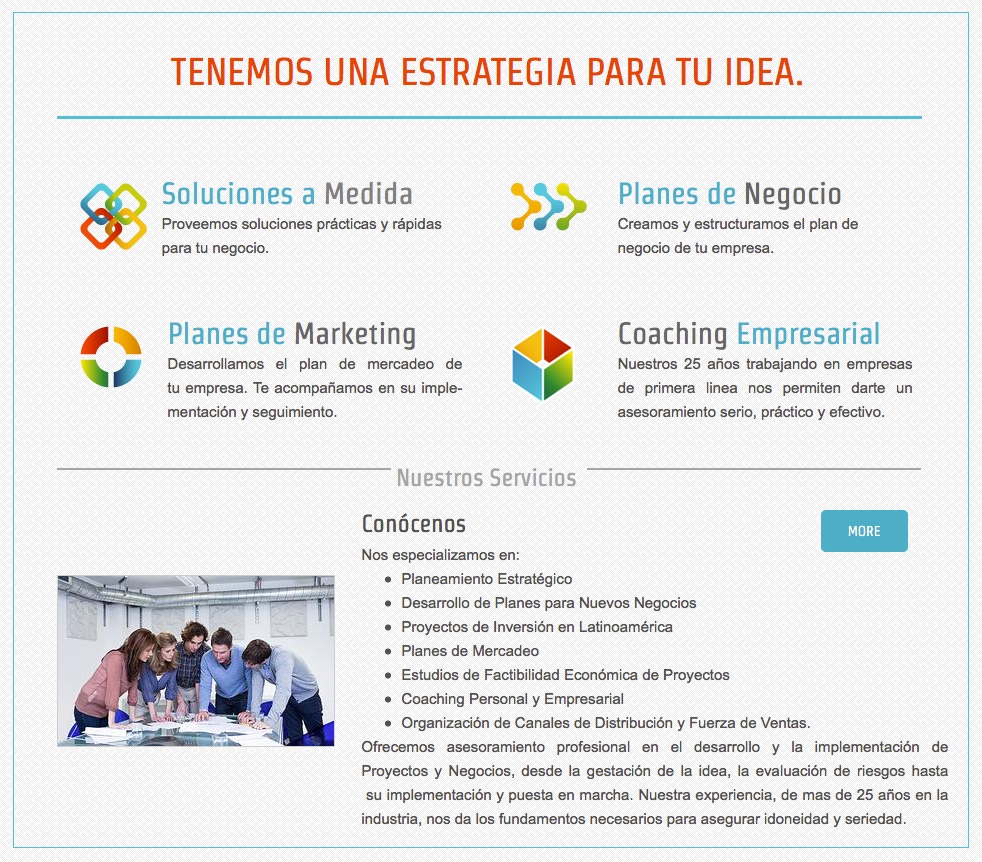 TENEMOS UNA ESTRATEGIA PARA TU IDEA.
Soluciones a Medida
Proveemos soluciones prácticas y rápidas
para tu negocio.
Planes de Negocio
Creamos y estructuramos el plan de
negocio de tu empresa.
Planes de Marketing
Desarrollamos el plan de mercadeo de
tu empresa. Te acompañamos en su imple-
mentación y seguimiento.
Coaching Empresarial
Nuestros 25 años trabajando en empresas
de primera linea nos permiten darte un
asesoramiento serio, práctico y efectivo.
Nuestros Servicios
Conócenos
MORE
Nos especializamos en:
• Planeamiento Estratégico
• Desarrollo de Planes para Nuevos Negocios
• Proyectos de Inversión en Latinoamérica
• Planes de Mercadeo
• Estudios de Factibilidad Económica de Proyectos
• Coaching Personal y Empresarial
• Organización de Canales de Distribución y Fuerza de Ventas.
Ofrecemos asesoramiento profesional en el desarrollo y la implementación de
Proyectos y Negocios, desde la gestación de la idea, la evaluación de riesgos hasta
su implementación y puesta en marcha. Nuestra experiencia, de mas de 25 años en la
industria, nos da los fundamentos necesarios para asegurar idoneidad y seriedad.